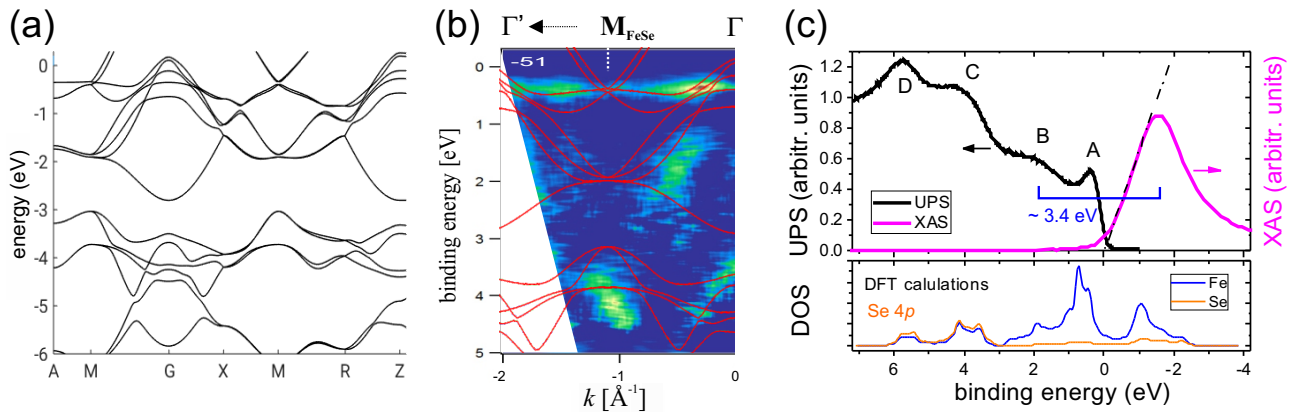 (a)
0
-1
-2
-3
-4
-5
-6
energy (eV)
A M G X M R Z
(b)
Γ' M_FeSe Γ
-51
0
1
2
3
4
5
binding energy [eV]
-2 -1 0
k [Å⁻¹]
(c)
1.2
1.0
0.8
0.6
0.4
0.2
0.0
UPS (arbitr. units)
XAS (arbitr. units)
D C B A
UPS
XAS
~ 3.4 eV
DFT calulations
Se 4p
Fe
Se
DOS
6 4 2 0 -2 -4
binding energy (eV)